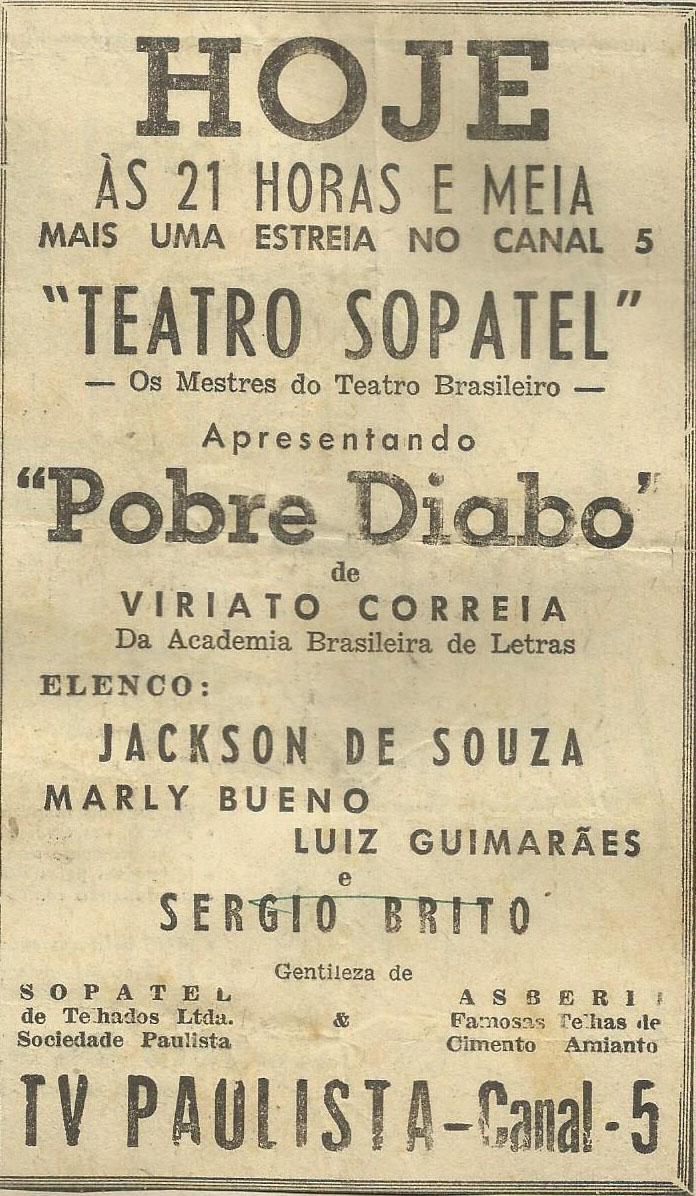 HOJE
ÀS 21 HORAS E MEIA
MAIS UMA ESTREIA NO CANAL 5
"TEATRO SOPATEL"
— Os Mestres do Teatro Brasileiro —
Apresentando
"Pobre Diabo"
de
VIRIATO CORREIA
Da Academia Brasileira de Letras
ELENCO:
JACKSON DE SOUZA
MARLY BUENO
LUIZ GUIMARÃES
e
SERGIO BRITO
Gentileza de
SOPATEL
de Telhados Ltda.
Sociedade Paulista
&
Famosas Telhas de
Cimento Amianto
TV PAULISTA - Canal - 5